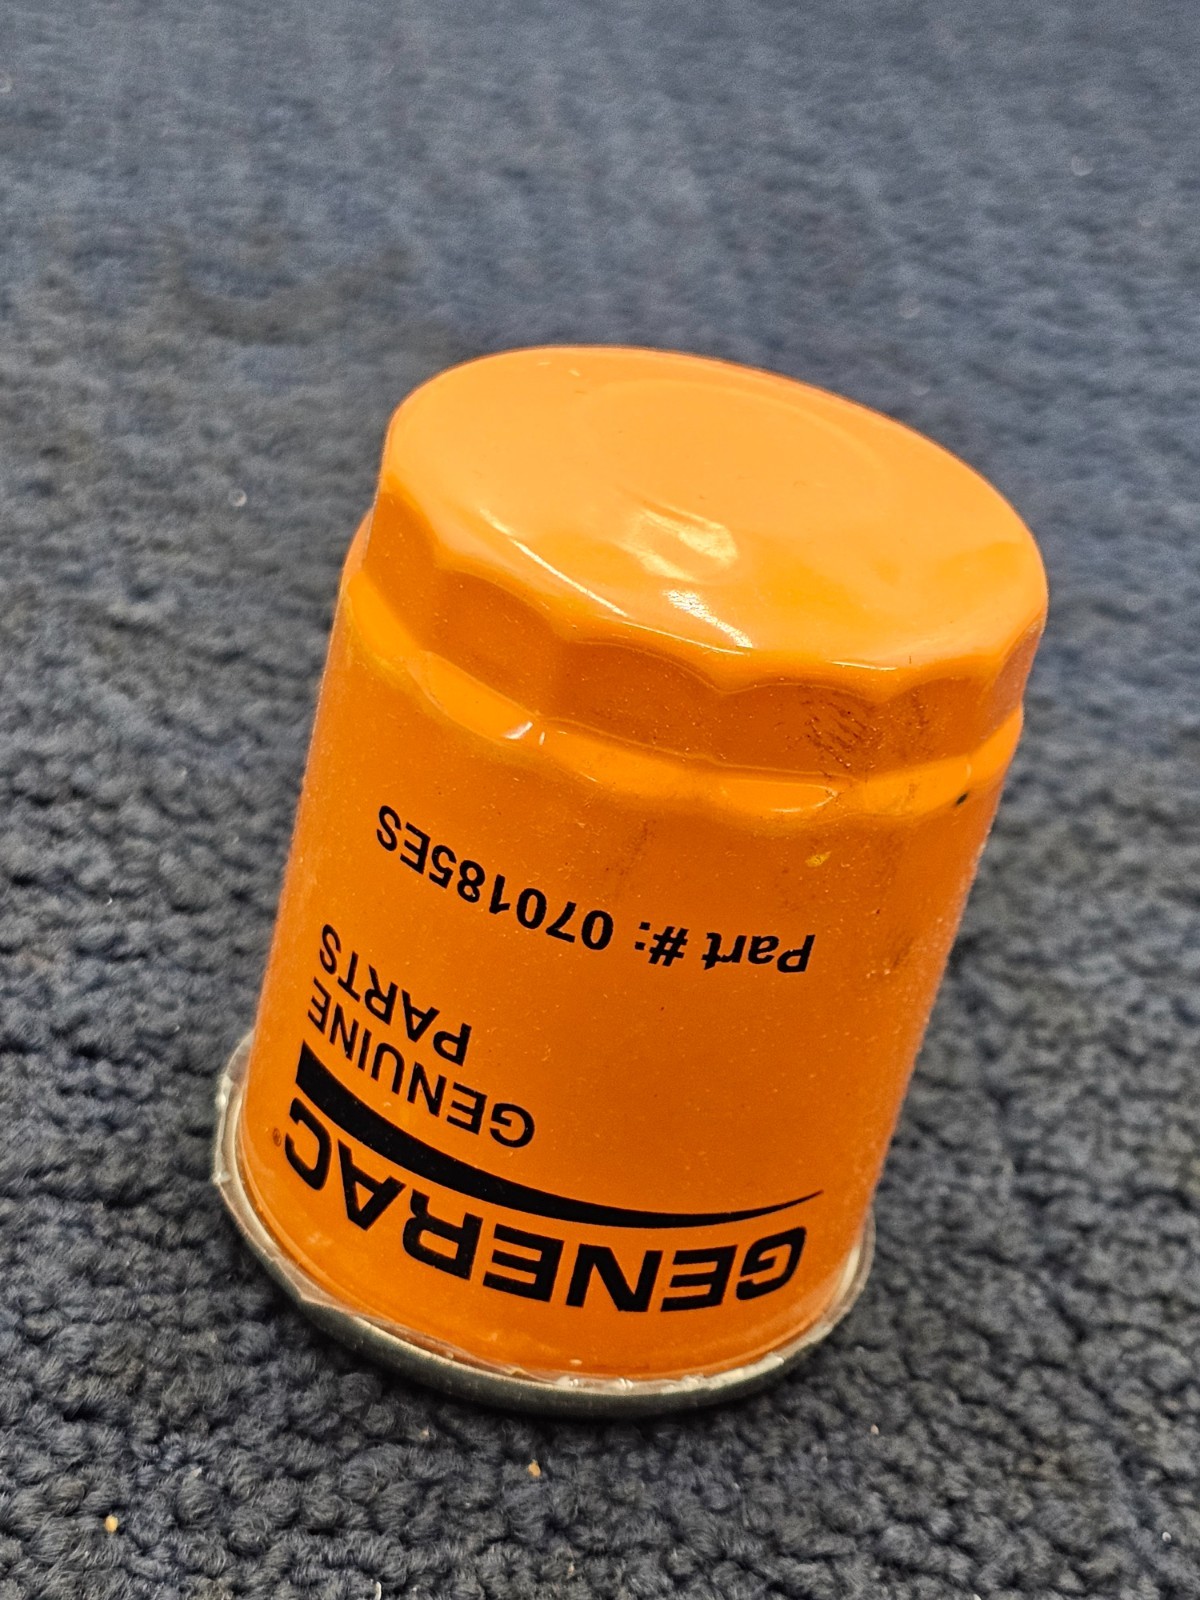 GENERAC®
GENUINE
PARTS
Part #: 070185ES